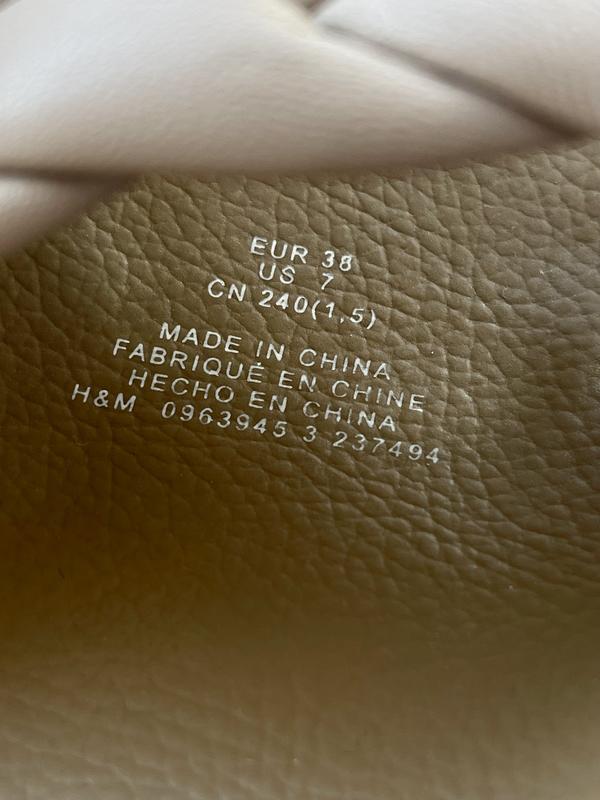 EUR 38
US 7
CN 240(1,5)
MADE IN CHINA
FABRIQUÉ EN CHINE
HECHO EN CHINA
H&M 0963945 3 237494